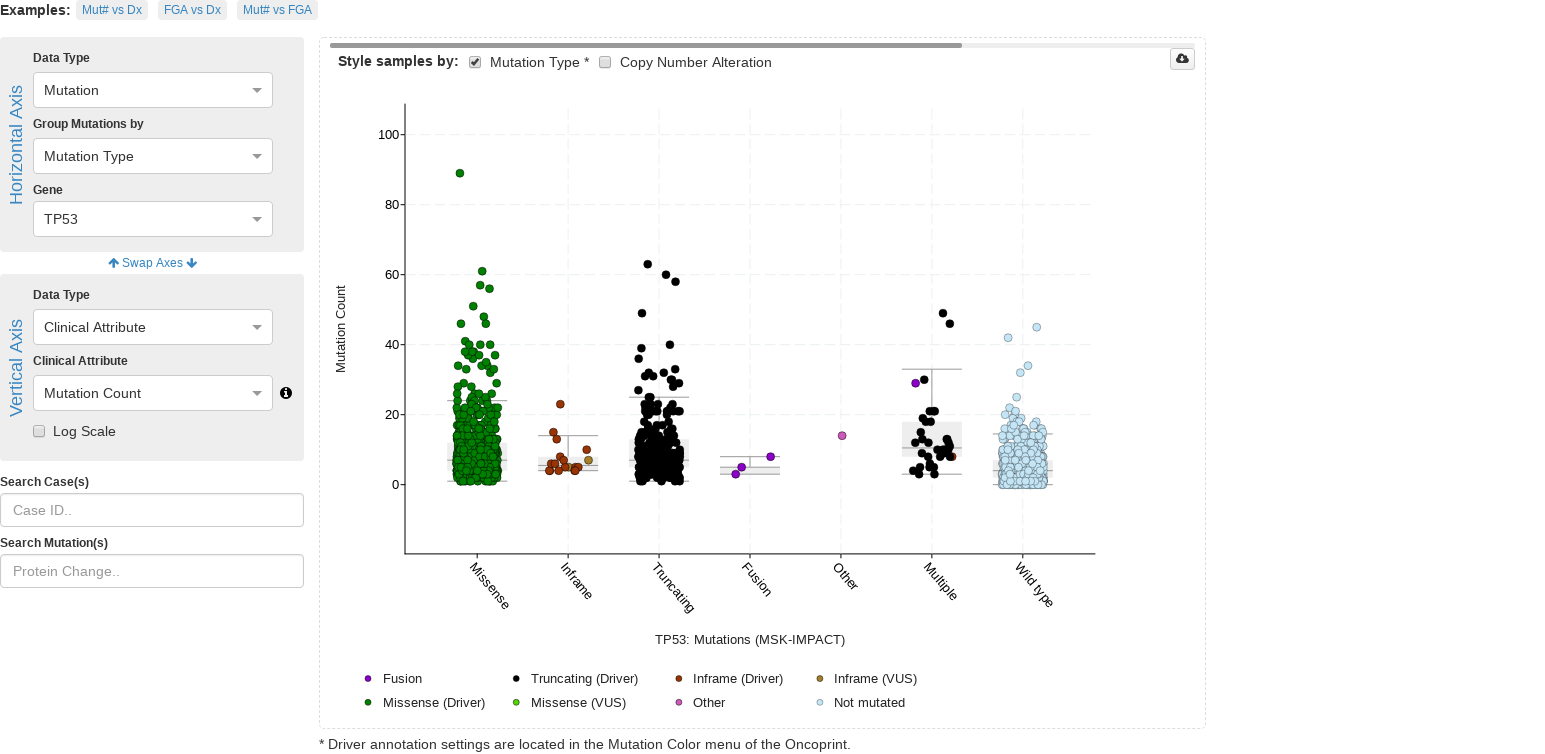 Examples: Mut# vs Dx FGA vs Dx Mut# vs FGA
Horizontal Axis
Data Type
Mutation
Group Mutations by
Mutation Type
Gene
TP53
Swap Axes
Vertical Axis
Data Type
Clinical Attribute
Clinical Attribute
Mutation Count
Log Scale
Search Case(s)
Case ID..
Search Mutation(s)
Protein Change..
Style samples by: Mutation Type * Copy Number Alteration
Mutation Count
100
80
60
40
20
0
Missense Inframe Truncating Fusion Other Multiple Wild type
TP53: Mutations (MSK-IMPACT)
Fusion Truncating (Driver) Inframe (Driver) Inframe (VUS)
Missense (Driver) Missense (VUS) Other Not mutated
* Driver annotation settings are located in the Mutation Color menu of the Oncoprint.